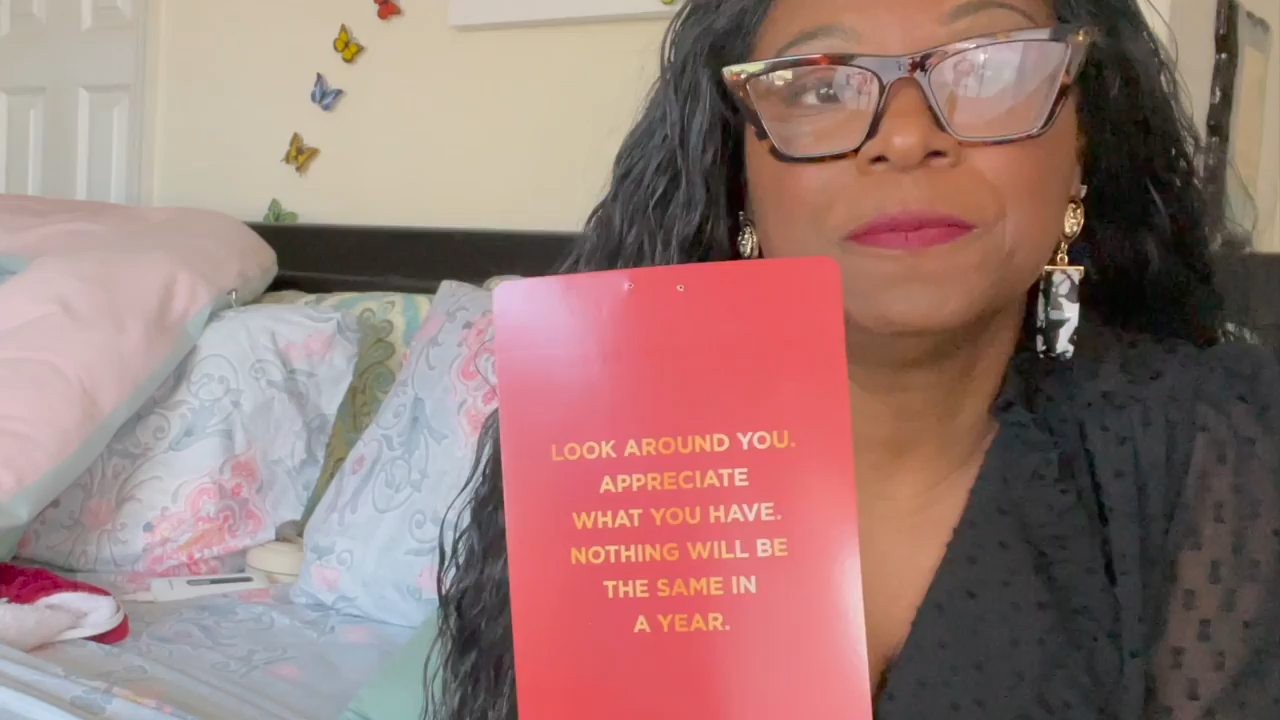 LOOK AROUND YOU.
APPRECIATE
WHAT YOU HAVE.
NOTHING WILL BE
THE SAME IN
A YEAR.